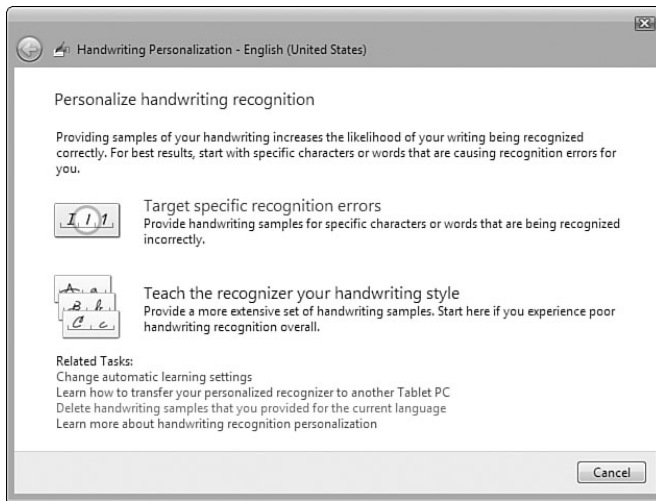 Handwriting Personalization - English (United States)
Personalize handwriting recognition
Providing samples of your handwriting increases the likelihood of your writing being recognized
correctly. For best results, start with specific characters or words that are causing recognition errors for
you.
I 1 1
Target specific recognition errors
Provide handwriting samples for specific characters or words that are being recognized
incorrectly.
A a
B b
C c
Teach the recognizer your handwriting style
Provide a more extensive set of handwriting samples. Start here if you experience poor
handwriting recognition overall.
Related Tasks:
Change automatic learning settings
Learn how to transfer your personalized recognizer to another Tablet PC
Delete handwriting samples that you provided for the current language
Learn more about handwriting recognition personalization
Cancel